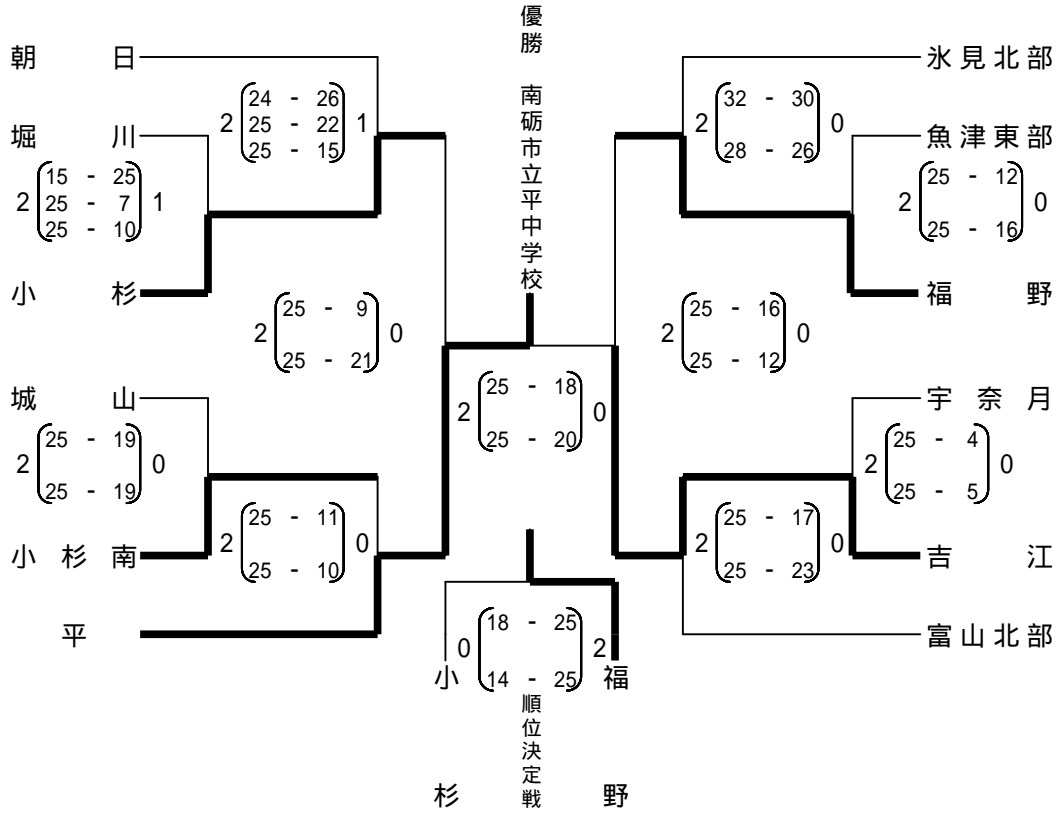 優勝 南砺市立平中学校
朝日
2 24 - 26 1
25 - 22
25 - 15
堀川
2 15 - 25 1
25 - 7
25 - 10
小杉
2 25 - 9 0
25 - 21
城山
2 25 - 19 0
25 - 19
小杉南
2 25 - 11 0
25 - 10
平
2 25 - 18 0
25 - 20
氷見北部
2 32 - 30 0
28 - 26
魚津東部
2 25 - 12 0
25 - 16
福野
2 25 - 16 0
25 - 12
宇奈月
2 25 - 4 0
25 - 5
吉江
2 25 - 17 0
25 - 23
富山北部
0 18 - 25 2
14 - 25
小杉
福野
順位決定戦